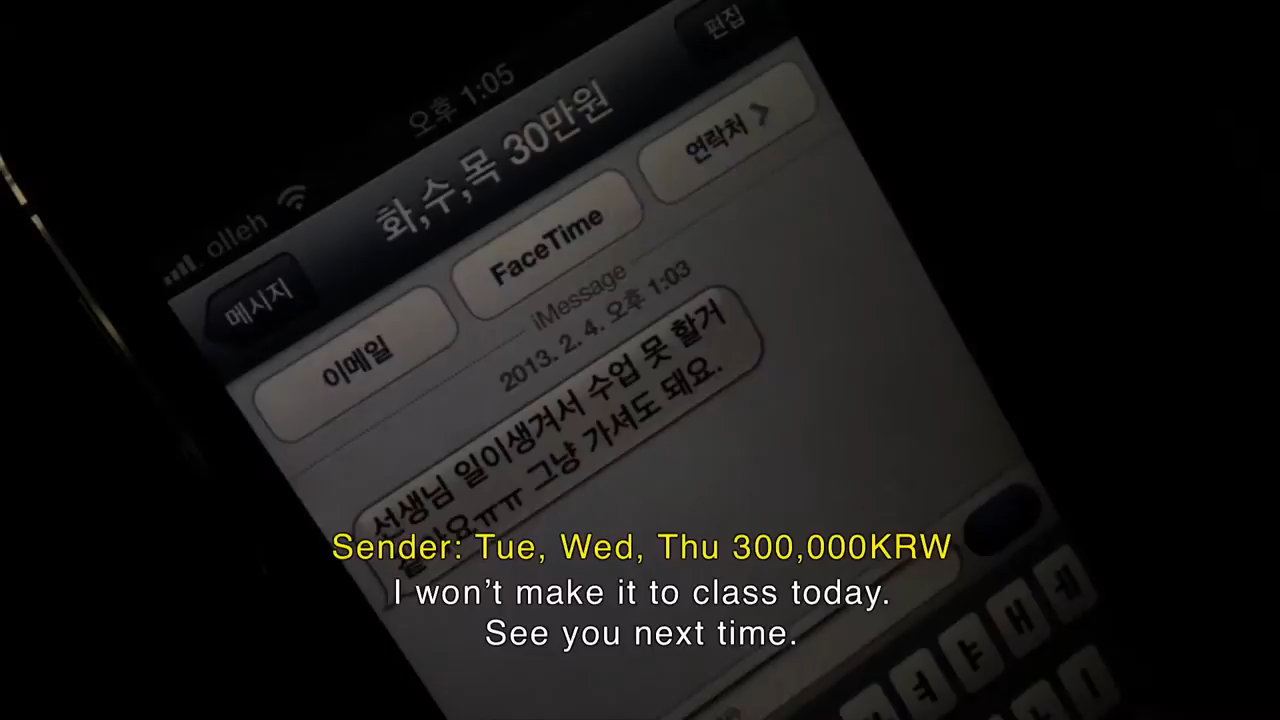 편집
오후 1:05
olleh
메시지
화,수,목 30만원
이메일
FaceTime
연락처
iMessage
2013. 2. 4. 오후 1:03
선생님 일이생겨서 수업 못 할거
요ㅠㅠ 그냥 가셔도 돼요.
Sender: Tue, Wed, Thu 300,000KRW
I won’t make it to class today.
See you next time.
ㅕ ㅑ ㅐ ㅔ
ㅣ